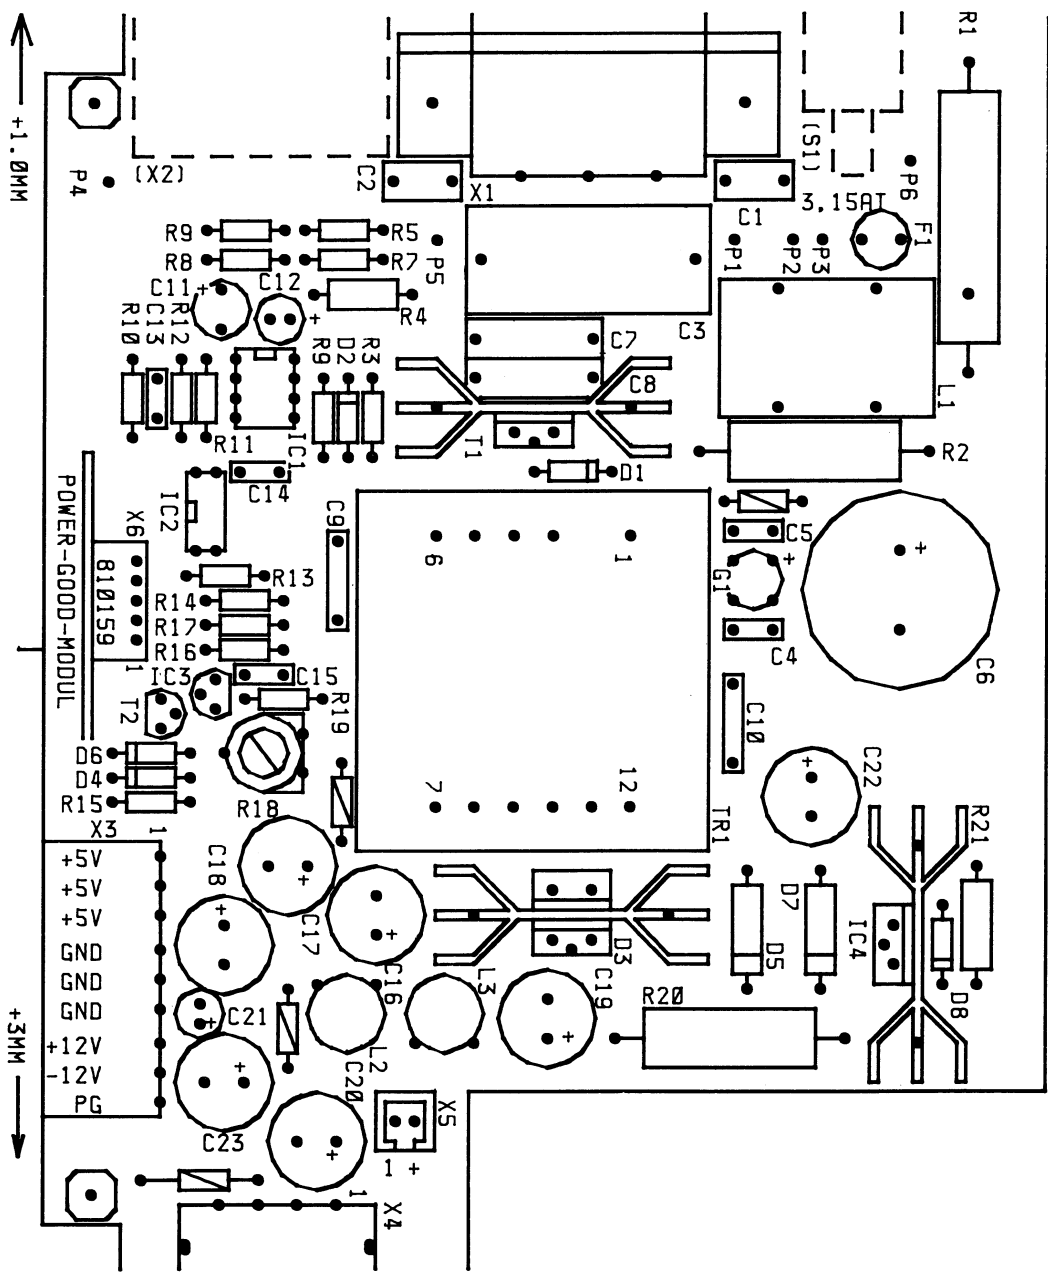 R1
+1.0MM
P4
(X2)
C2
X1
C1
(S1)
P6
3,15AT
F1
R9
R5
P5
P1
P2
P3
R8
R7
C11
+
C12
+
R4
C3
R10
C13
R12
R9
D2
R3
C7
C8
L1
R11
IC1
T1
R2
C14
D1
POWER-GOOD-MODUL
X6
IC2
C9
6
1
C5
+
G1
+
810159
R13
R14
R17
R16
1
C4
C6
IC3
C15
T2
R19
C10
D6
D4
R15
R18
7
12
TR1
+
C22
X3
1
R21
+5V
+5V
+5V
GND
GND
GND
+12V
-12V
PG
C18
+
+
C17
+
C16
D3
D7
D5
IC4
D8
L3
C19
+
R20
+
C21
L2
+
C20
+
C23
+3MM
X5
1 +
1
X4